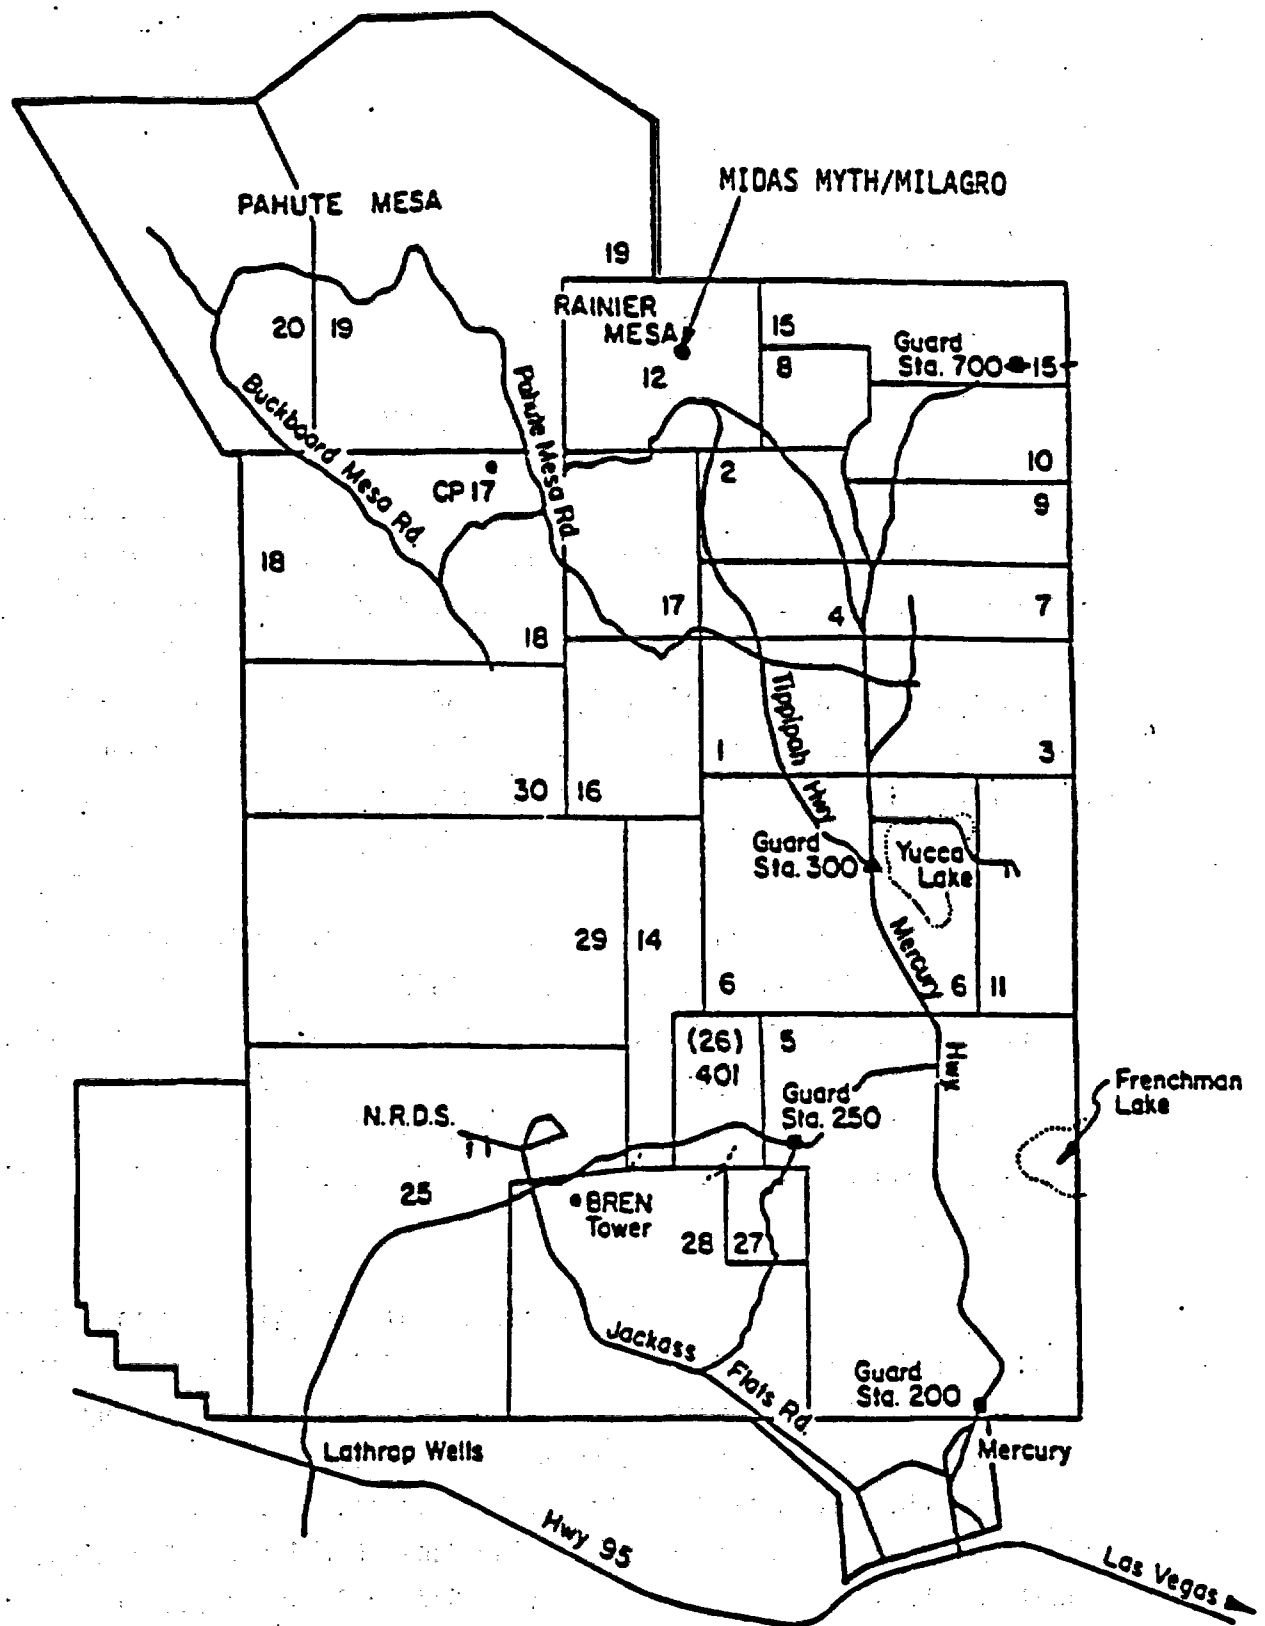 MIDAS MYTH/MILAGRO
PAHUTE MESA
19
RAINIER
MESA
20
19
15
Guard
Sta. 700
15
8
12
Buckboard Mesa Rd.
Pahute Mesa Rd.
CP 17
2
10
9
18
17
4
7
18
Tippipah Hwy
1
3
30
16
Guard
Sta. 300
Yucca
Lake
29
14
Mercury Hwy
6
6
11
(26)
401
5
Guard
Sta. 250
Frenchman
Lake
N.R.D.S.
25
BREN
Tower
28
27
Jackass Flats Rd.
Guard
Sta. 200
Lathrop Wells
Mercury
Hwy 95
Las Vegas